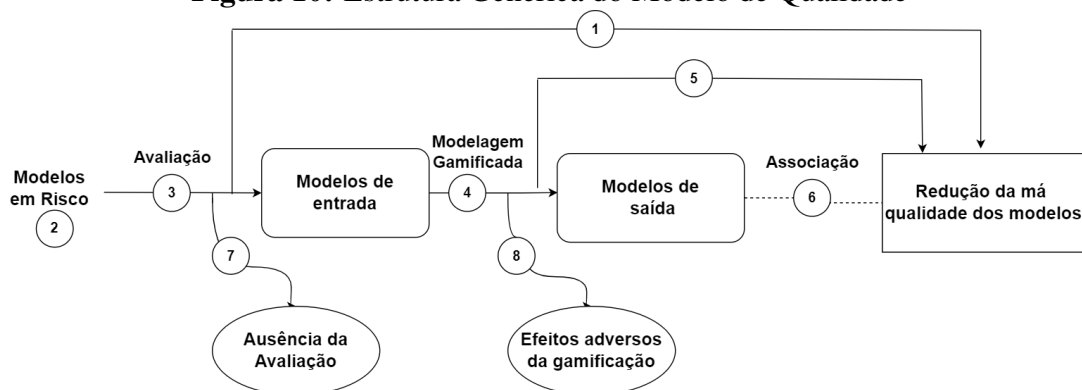 Figura 10: Estrutura Genérica do Modelo de Qualidade
1
5
Modelos
em Risco
2
Avaliação
3
Modelos de
entrada
Modelagem
Gamificada
4
Modelos de
saída
Associação
6
Redução da má
qualidade dos modelos
7
8
Ausência da
Avaliação
Efeitos adversos
da gamificação